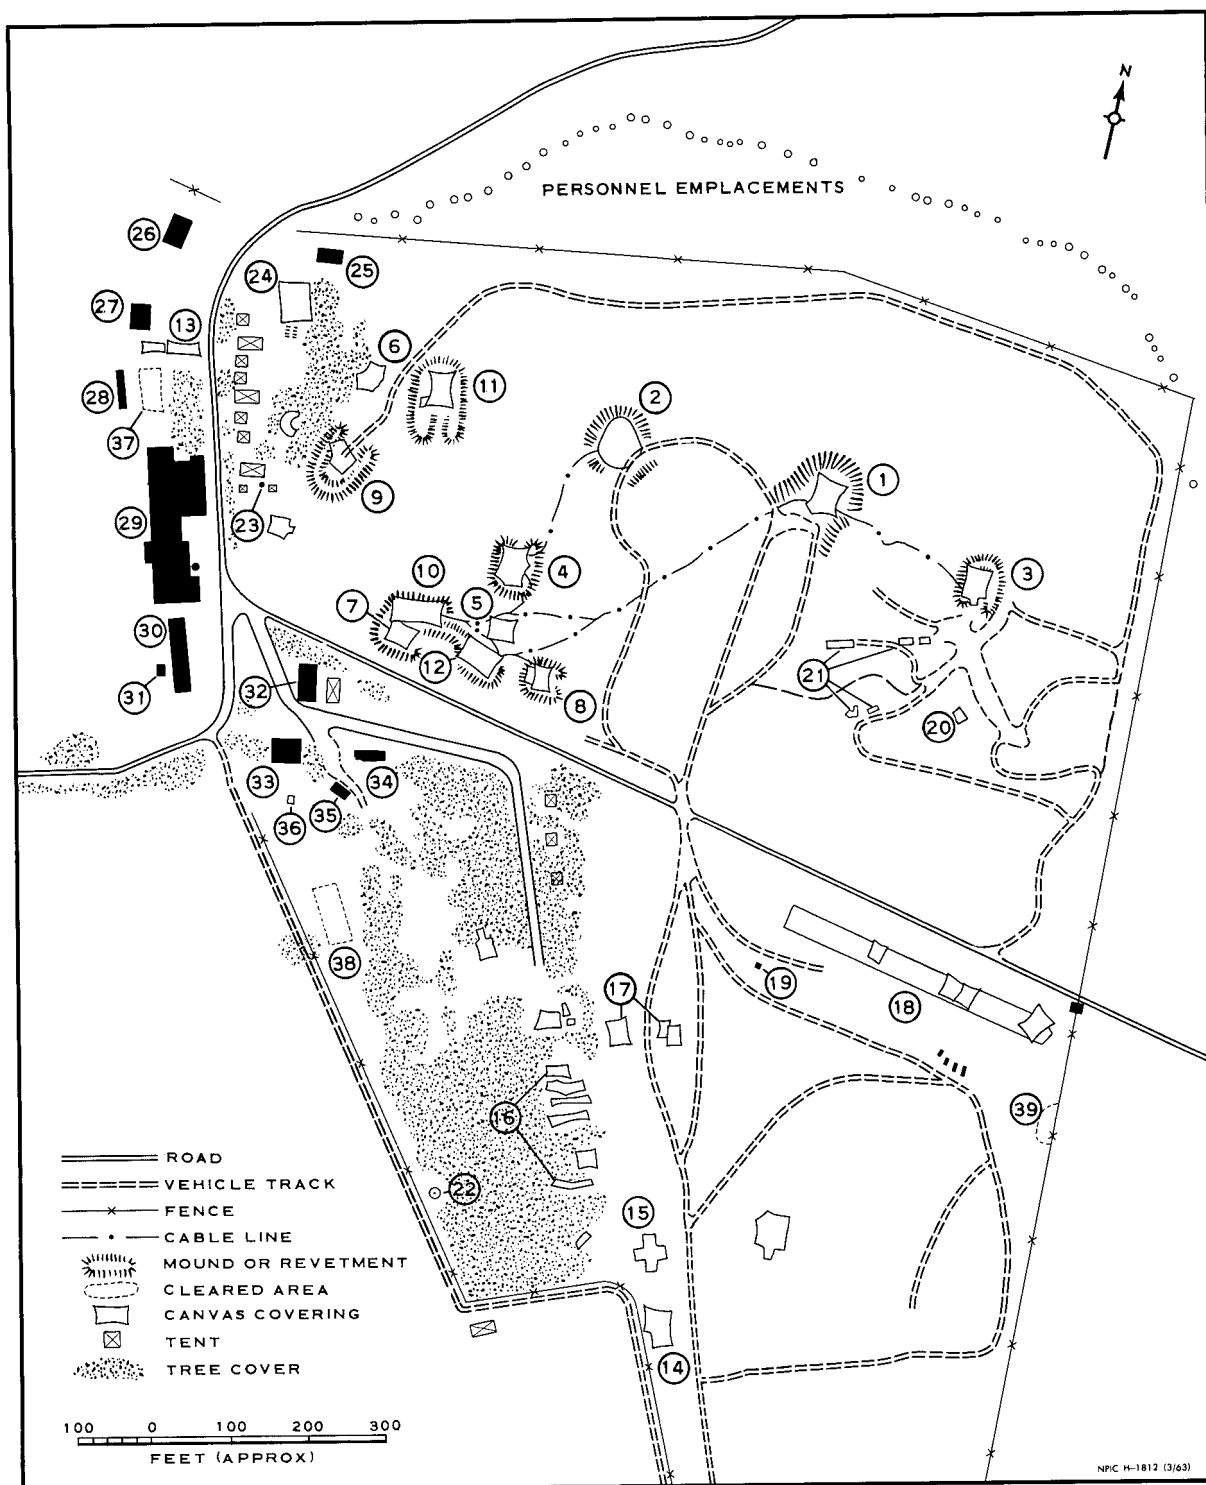 N
PERSONNEL EMPLACEMENTS
26
24
25
27
13
6
11
2
28
37
1
9
29
23
4
3
10
7
5
30
12
21
31
32
8
20
33
34
36
35
38
17
19
18
16
39
22
15
14
ROAD
VEHICLE TRACK
FENCE
CABLE LINE
MOUND OR REVETMENT
CLEARED AREA
CANVAS COVERING
TENT
TREE COVER
100 0 100 200 300
FEET (APPROX)
NPIC H-1812 (3/63)